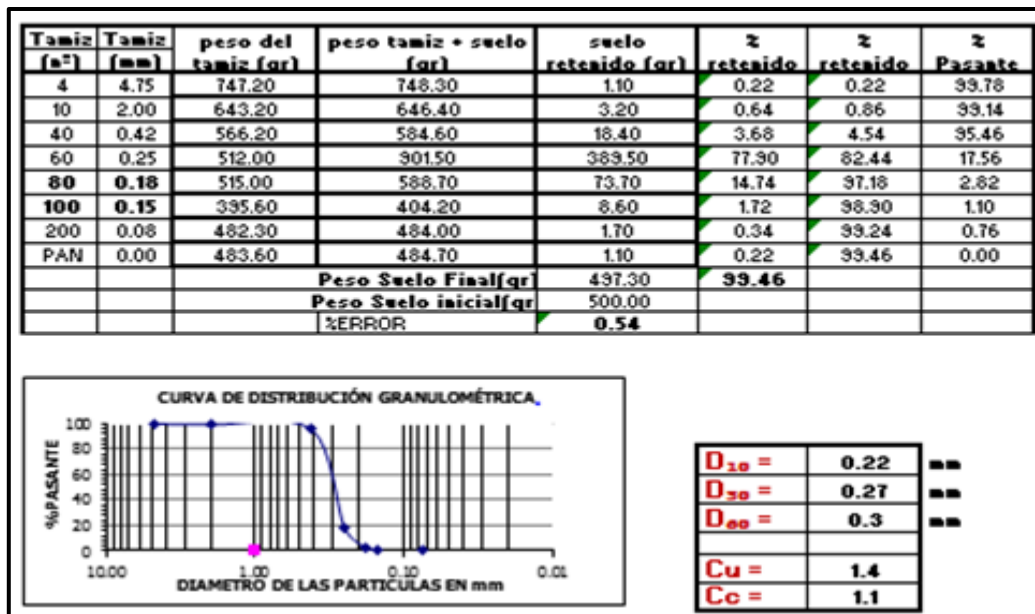 Tamiz (nº) Tamiz (mm) peso del tamiz (gr) peso tamiz + suelo (gr) suelo retenido (gr) % retenido % retenido % Pasante
4 4.75 747.20 748.30 1.10 0.22 0.22 99.78
10 2.00 643.20 646.40 3.20 0.64 0.86 99.14
40 0.42 566.20 584.60 18.40 3.68 4.54 95.46
60 0.25 512.00 901.50 389.50 77.90 82.44 17.56
80 0.18 515.00 588.70 73.70 14.74 97.18 2.82
100 0.15 395.60 404.20 8.60 1.72 98.90 1.10
200 0.08 482.30 484.00 1.70 0.34 99.24 0.76
PAN 0.00 483.60 484.70 1.10 0.22 99.46 0.00
Peso Suelo Final(gr) 497.30 99.46
Peso Suelo inicial(gr 500.00
%ERROR 0.54
CURVA DE DISTRIBUCIÓN GRANULOMÉTRICA.
%PASANTE
100
80
60
40
20
0
10.00 1.00 0.10 0.01
DIAMETRO DE LAS PARTICULAS EN mm
D₁₀ = 0.22 mm
D₃₀ = 0.27 mm
D₆₀ = 0.3 mm
Cu = 1.4
Cc = 1.1